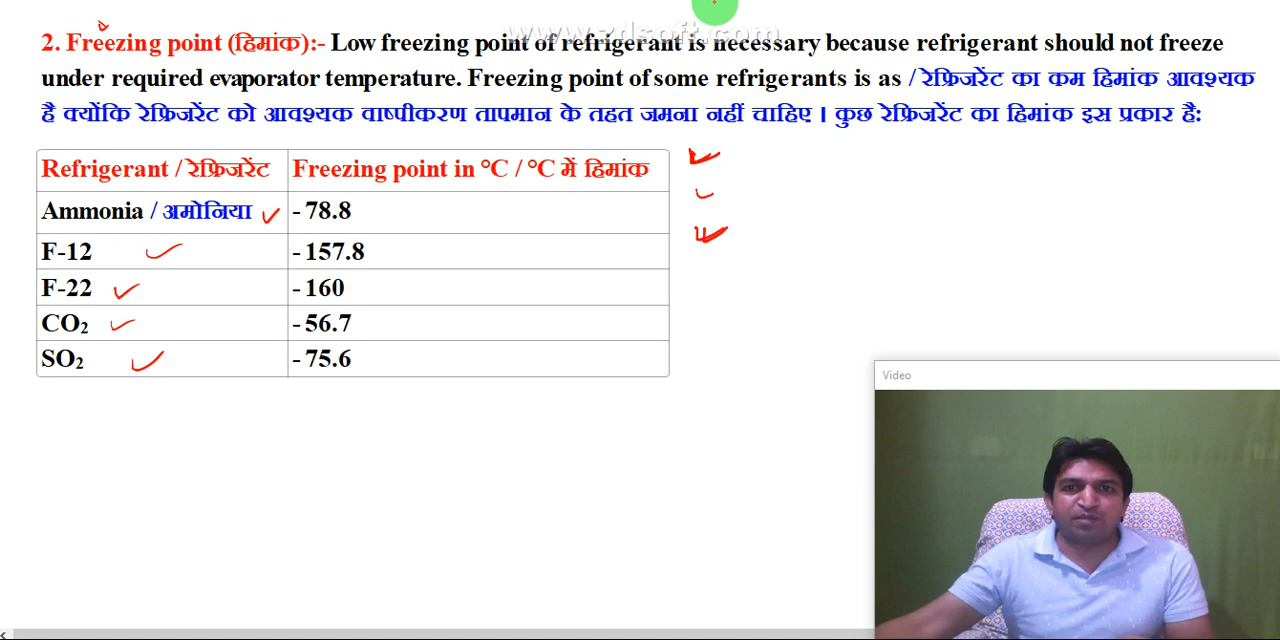 www.zdsoft.com
2. Freezing point (हिमांक):- Low freezing point of refrigerant is necessary because refrigerant should not freeze
under required evaporator temperature. Freezing point of some refrigerants is as / रेफ्रिजरेंट का कम हिमांक आवश्यक
है क्योंकि रेफ्रिजरेंट को आवश्यक वाष्पीकरण तापमान के तहत जमना नहीं चाहिए । कुछ रेफ्रिजरेंट का हिमांक इस प्रकार है:
Refrigerant / रेफ्रिजरेंट Freezing point in °C / °C में हिमांक
Ammonia / अमोनिया - 78.8
F-12 - 157.8
F-22 - 160
CO₂ - 56.7
SO₂ - 75.6
Video